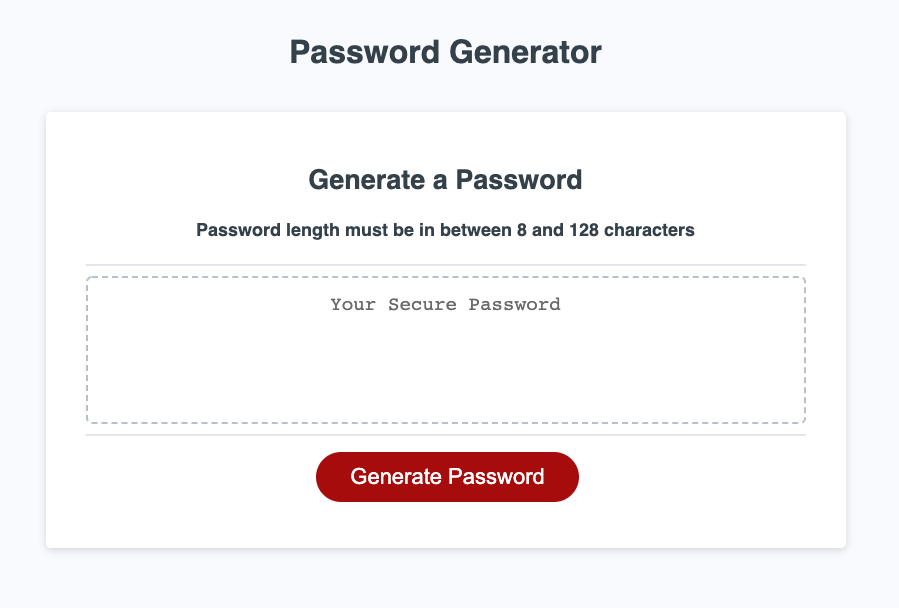 Password Generator
Generate a Password
Password length must be in between 8 and 128 characters
Your Secure Password
Generate Password